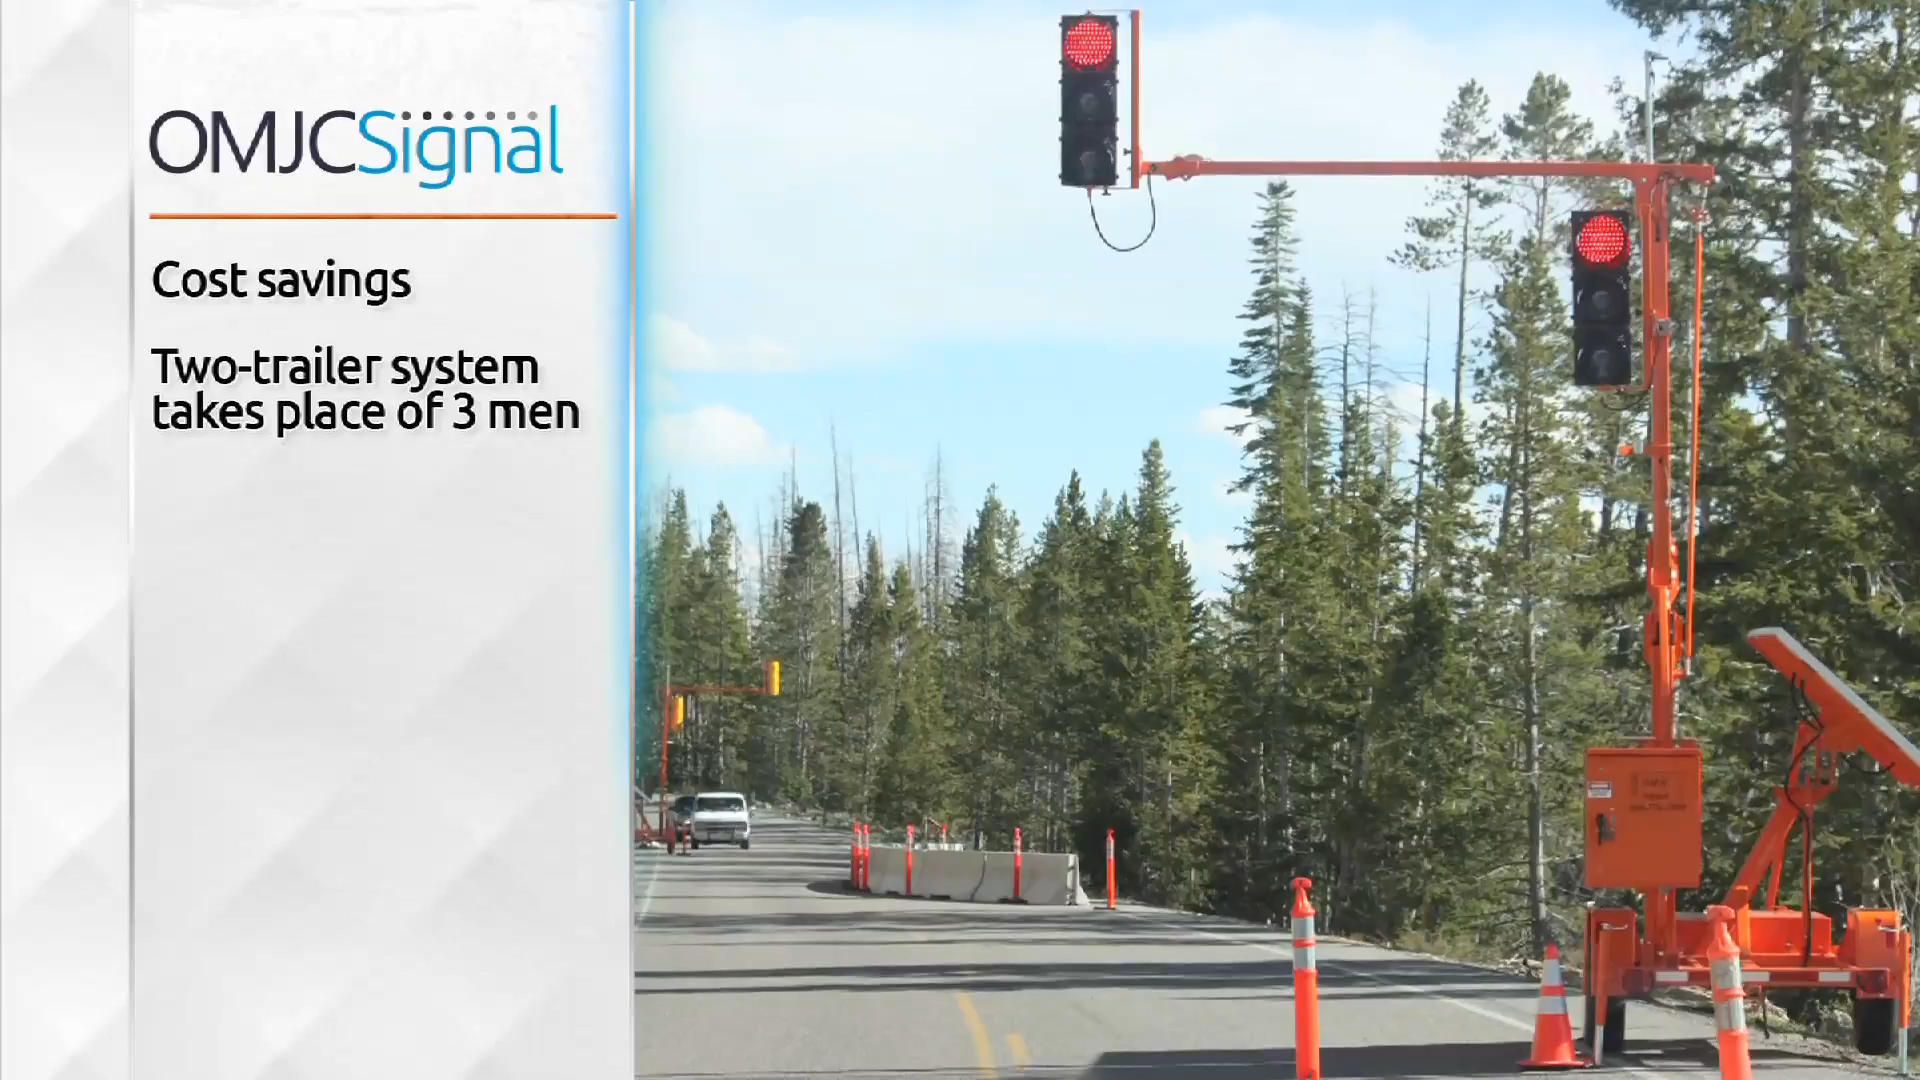 OMJCSignal
Cost savings
Two-trailer system
takes place of 3 men